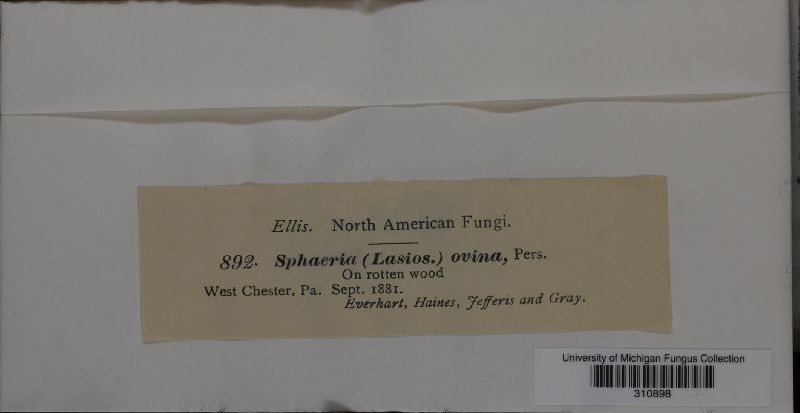 Ellis. North American Fungi.
892. Sphaeria (Lasios.) ovina, Pers.
On rotten wood
West Chester, Pa. Sept. 1881.
Everhart, Haines, Jefferis and Gray.
University of Michigan Fungus Collection
310898